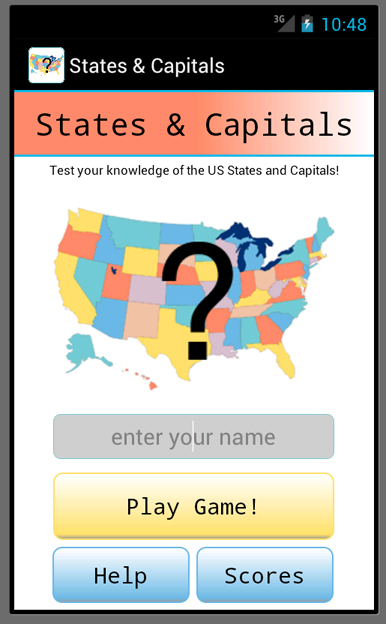 3G 10:48
States & Capitals
States & Capitals
Test your knowledge of the US States and Capitals!
?
enter your name
Play Game!
Help Scores